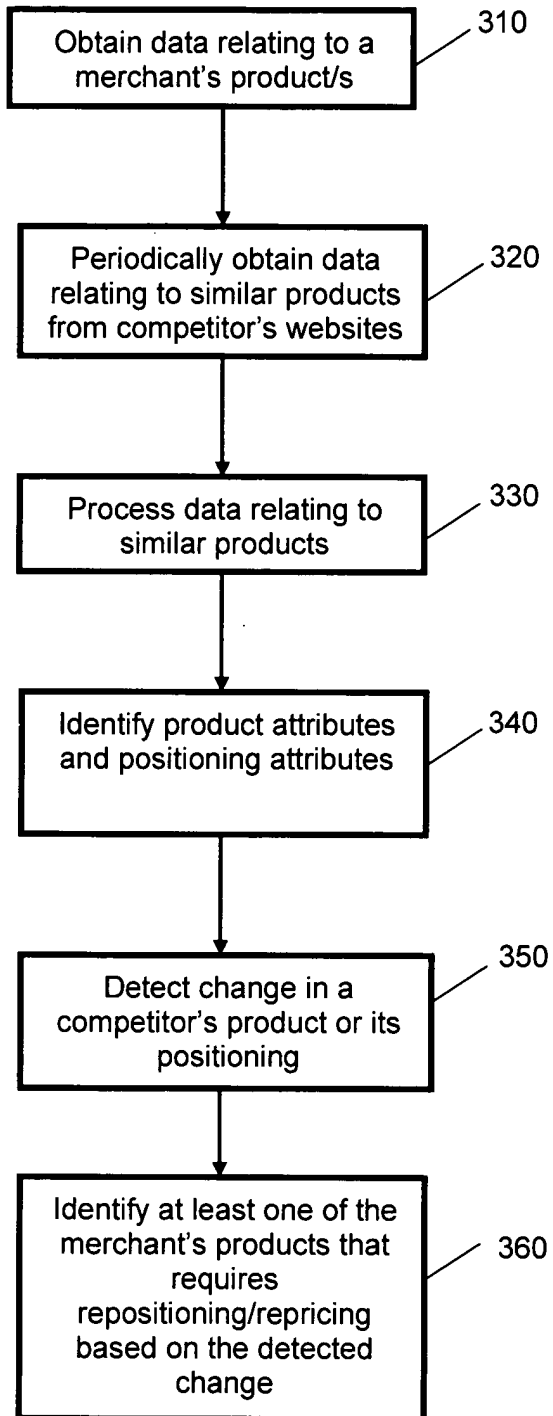 Obtain data relating to a
merchant's product/s
310
Periodically obtain data
relating to similar products
from competitor's websites
320
Process data relating to
similar products
330
Identify product attributes
and positioning attributes
340
Detect change in a
competitor's product or its
positioning
350
Identify at least one of the
merchant's products that
requires
repositioning/repricing
based on the detected
change
360